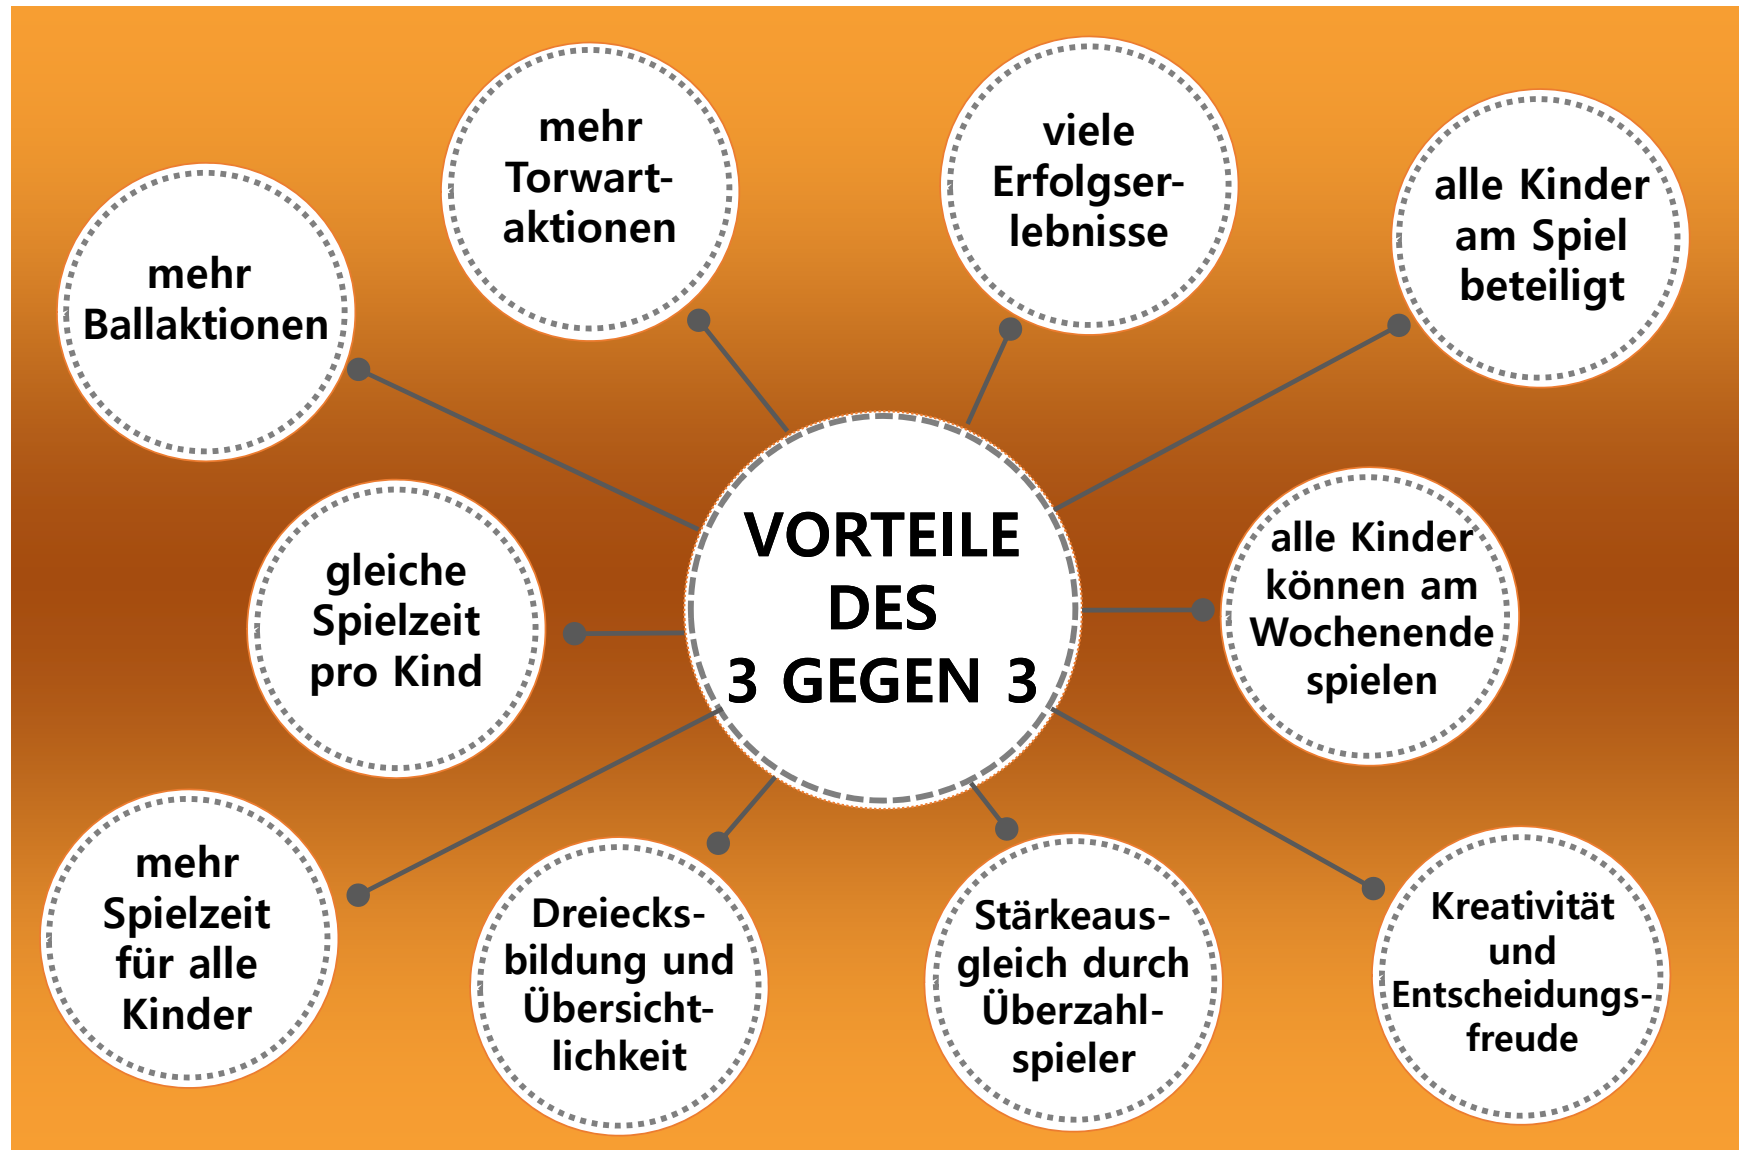 mehr
Torwart-
aktionen
viele
Erfolgser-
lebnisse
alle Kinder
am Spiel
beteiligt
mehr
Ballaktionen
VORTEILE
DES
3 GEGEN 3
gleiche
Spielzeit
pro Kind
alle Kinder
können am
Wochenende
spielen
mehr
Spielzeit
für alle
Kinder
Dreiecks-
bildung und
Übersicht-
lichkeit
Stärkeaus-
gleich durch
Überzahl-
spieler
Kreativität
und
Entscheidungs-
freude